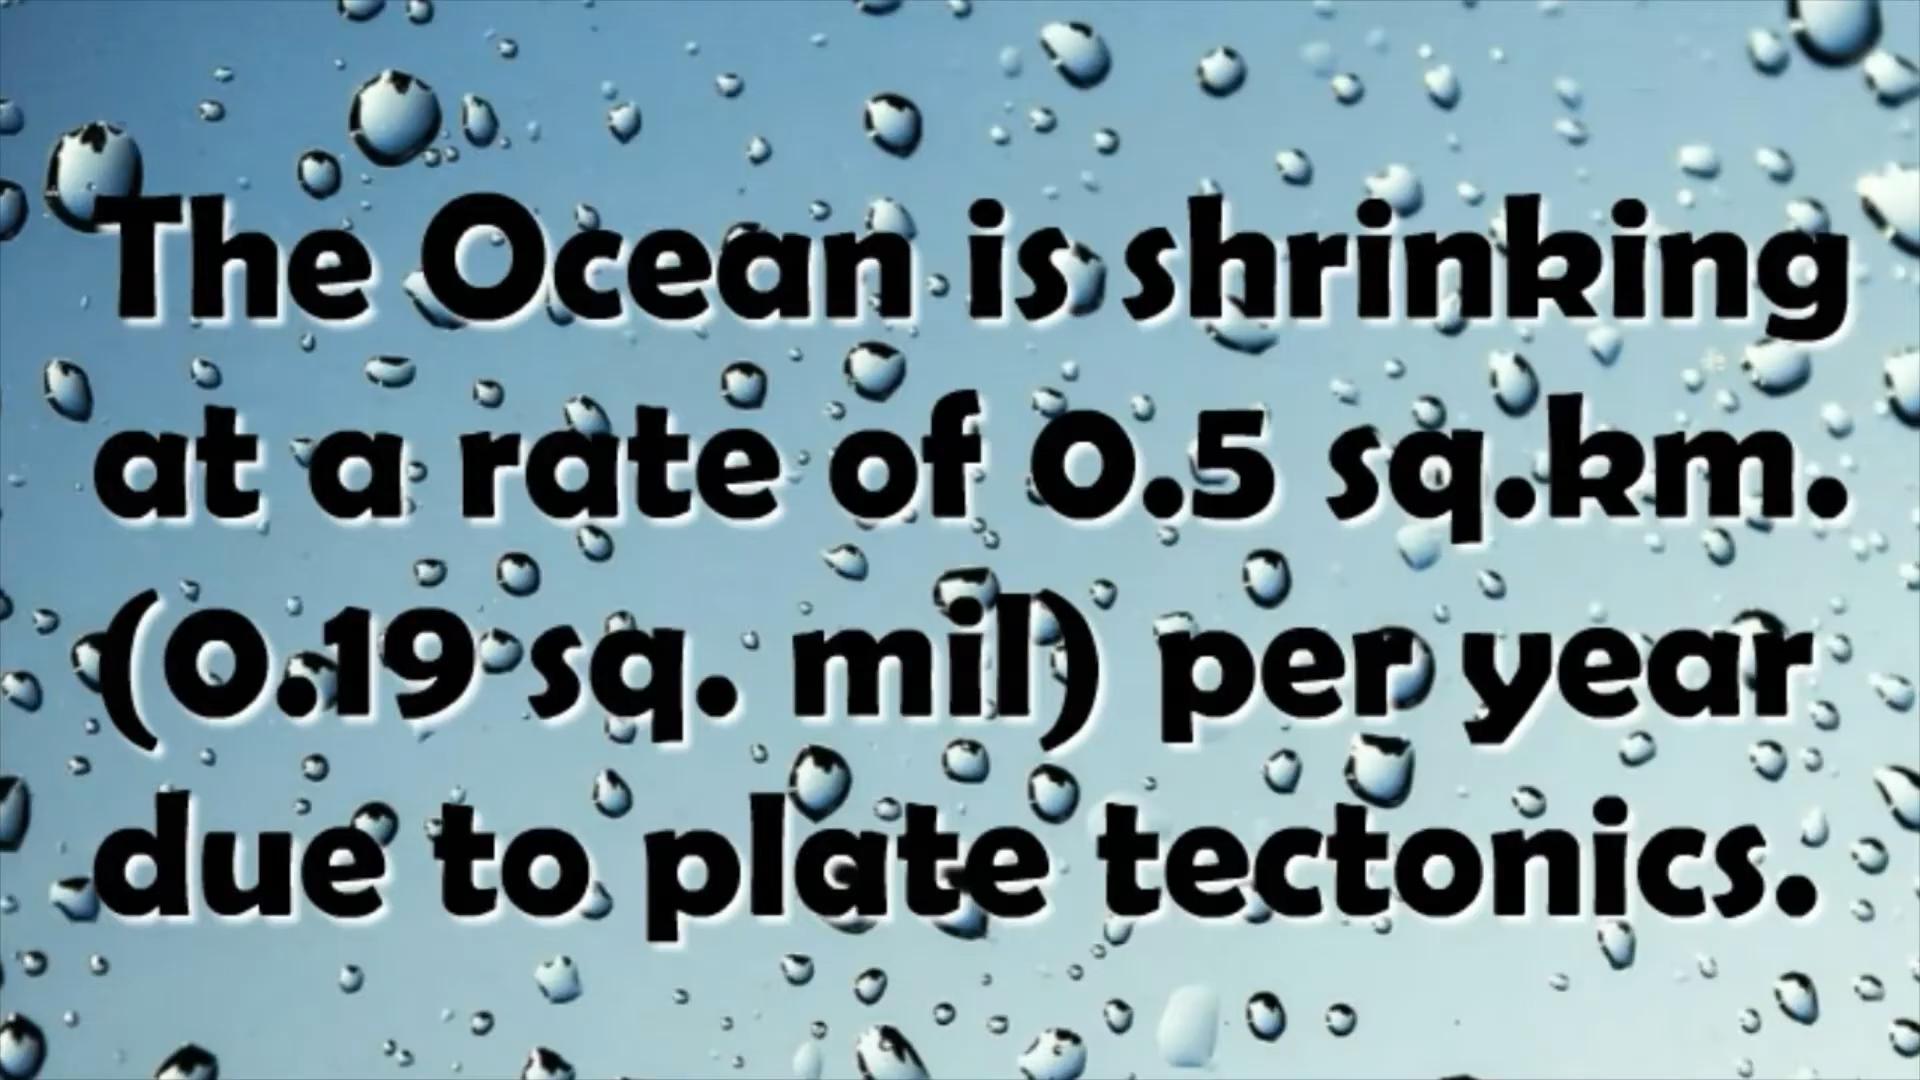 The Ocean is shrinking
at a rate of 0.5 sq.km.
(0.19 sq. mil) per year
due to plate tectonics.